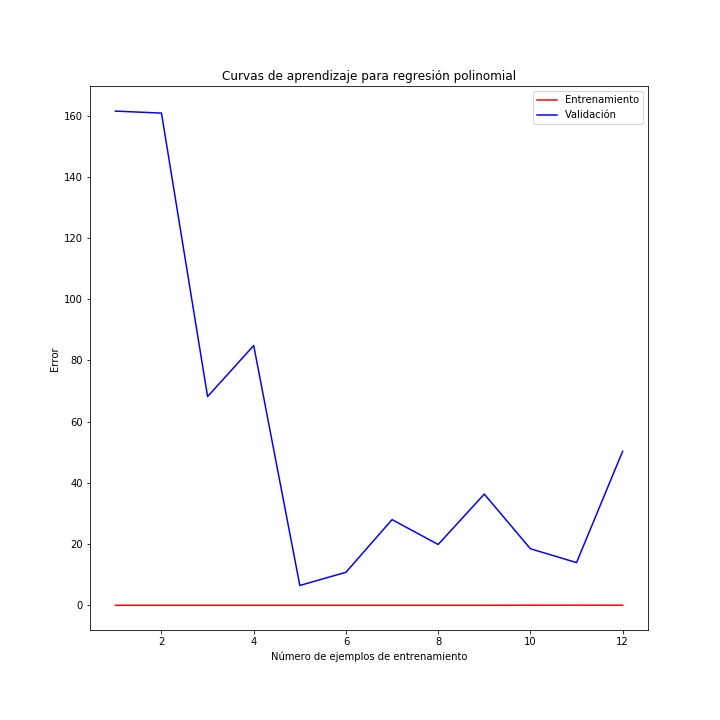 Curvas de aprendizaje para regresión polinomial
Entrenamiento
Validación
160
140
120
100
80
60
40
20
0
Error
2 4 6 8 10 12
Número de ejemplos de entrenamiento